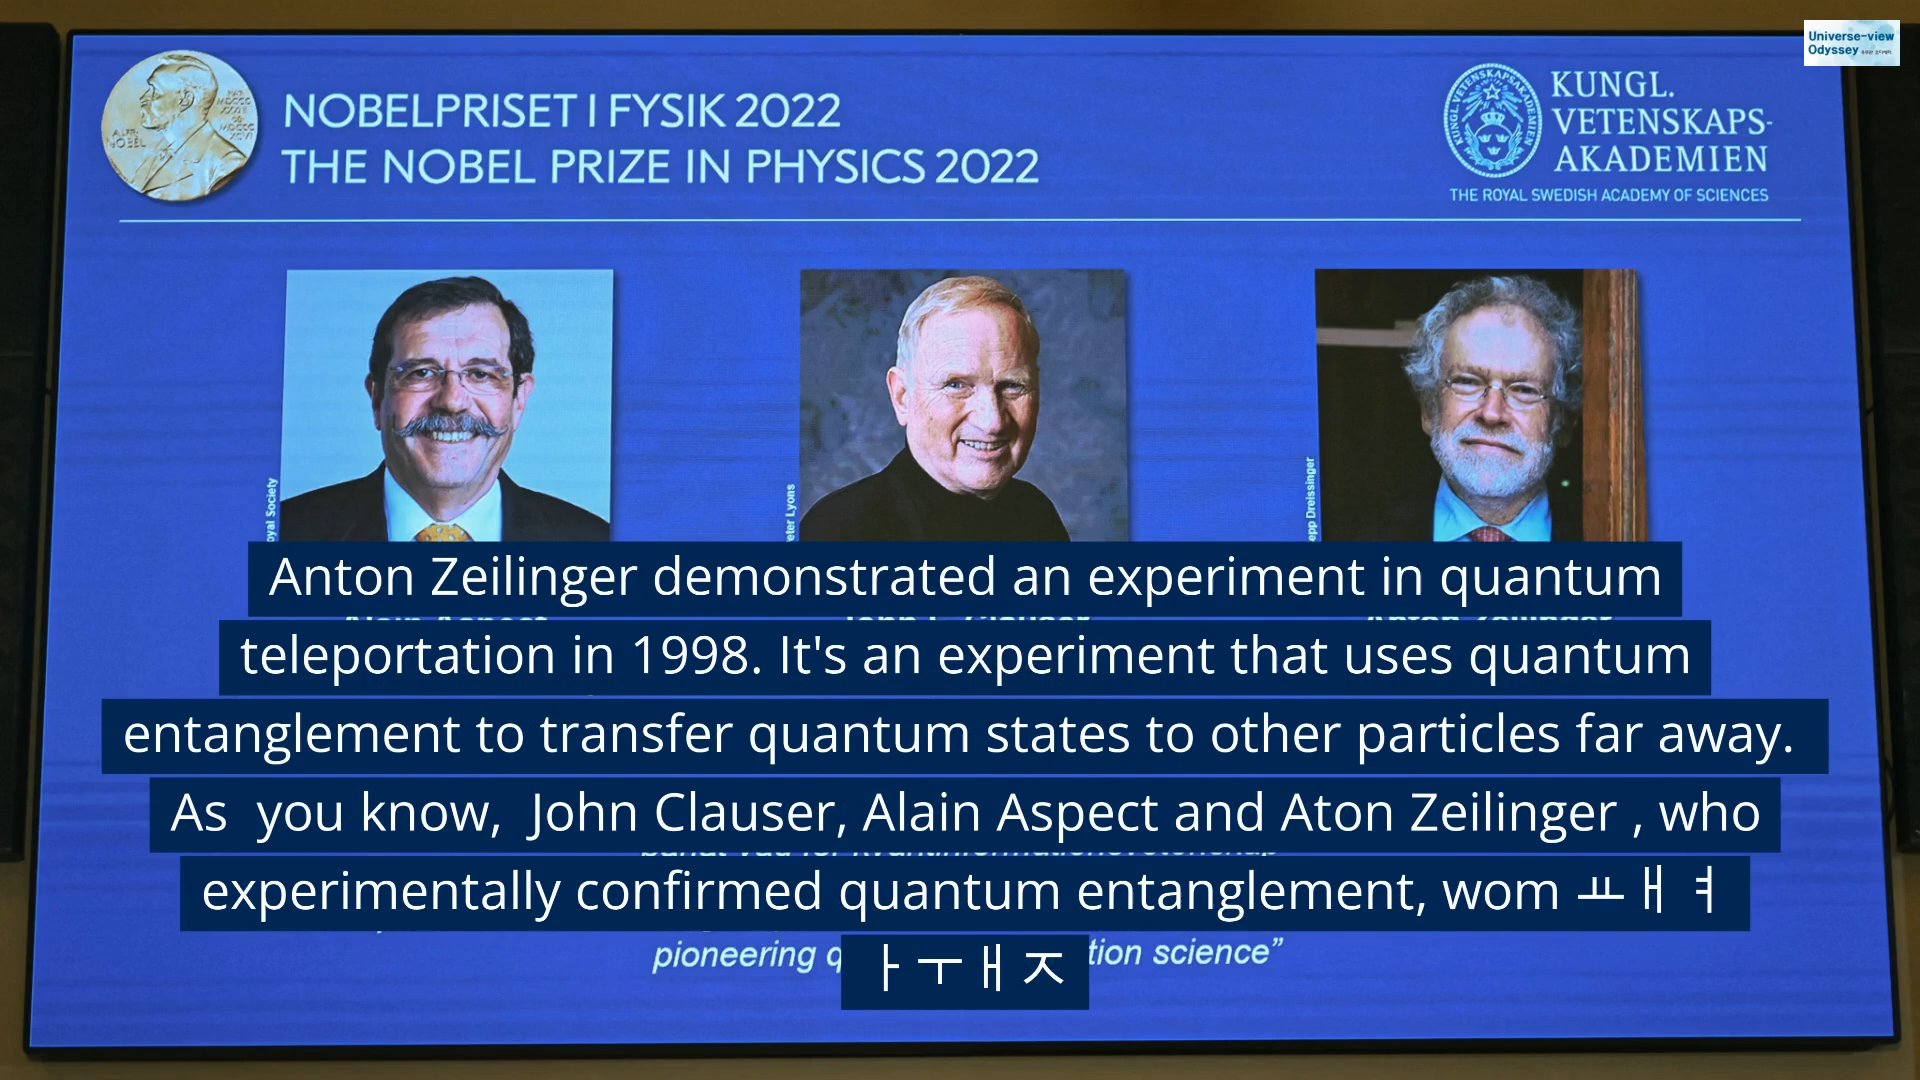 Universe-view
Odyssey
NOBELPRISET I FYSIK 2022
THE NOBEL PRIZE IN PHYSICS 2022
KUNGL.
VETENSKAPS-
AKADEMIEN
THE ROYAL SWEDISH ACADEMY OF SCIENCES
Anton Zeilinger demonstrated an experiment in quantum
teleportation in 1998. It's an experiment that uses quantum
entanglement to transfer quantum states to other particles far away.
As you know, John Clauser, Alain Aspect and Aton Zeilinger , who
experimentally confirmed quantum entanglement, wom ㅛㅐㅕ
ㅏㅜㅐㅈ
pioneering
tion science”